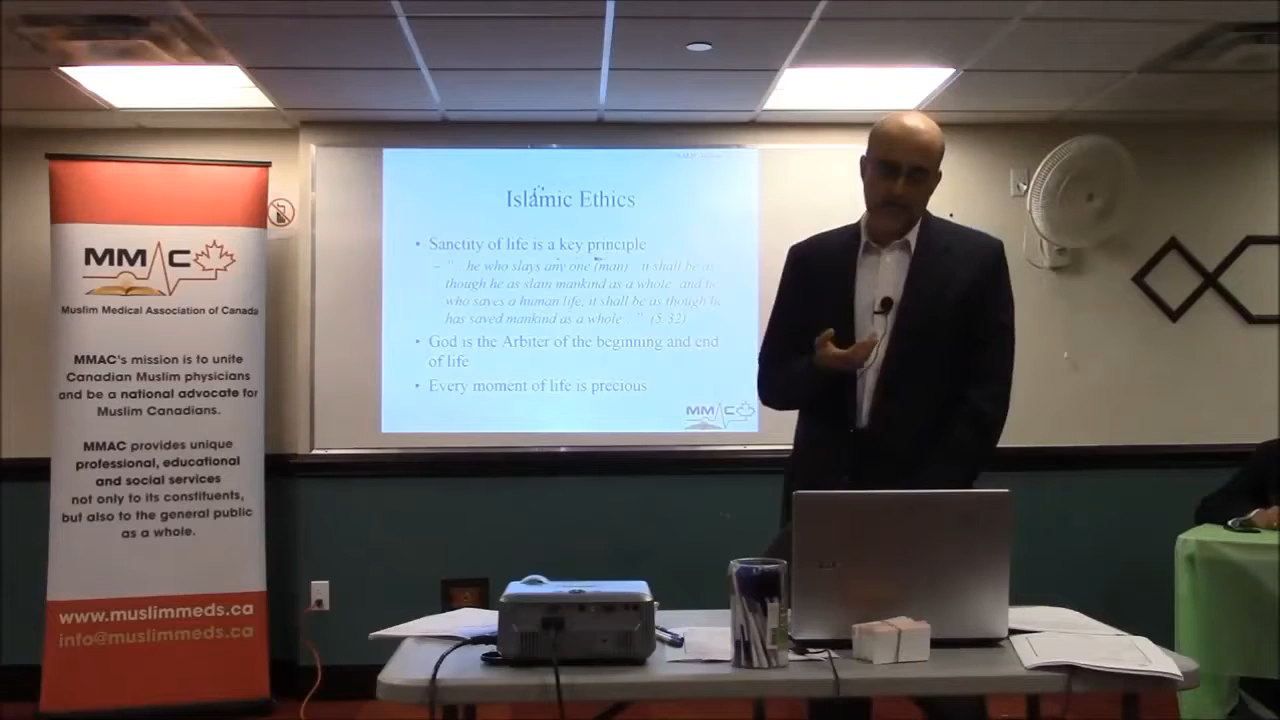 MMAC
Muslim Medical Association of Canada
MMAC's mission is to unite
Canadian Muslim physicians
and be a national advocate for
Muslim Canadians.
MMAC provides unique
professional, educational
and social services
not only to its constituents,
but also to the general public
as a whole.
www.muslimmeds.ca
info@muslimmeds.ca
Islamic Ethics
• Sanctity of life is a key principle
– " he who slays any one (man) it shall be as
though he as slain mankind as a whole and he
who saves a human life, it shall be as though he
has saved mankind as a whole " (5 32)
• God is the Arbiter of the beginning and end
of life
• Every moment of life is precious
MMAC